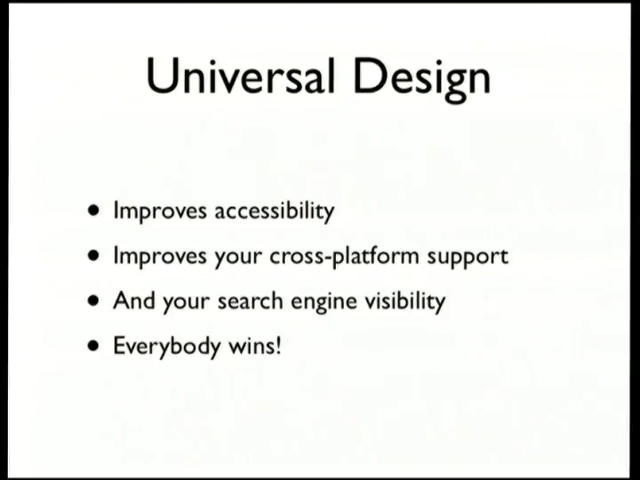 Universal Design
• Improves accessibility
• Improves your cross-platform support
• And your search engine visibility
• Everybody wins!